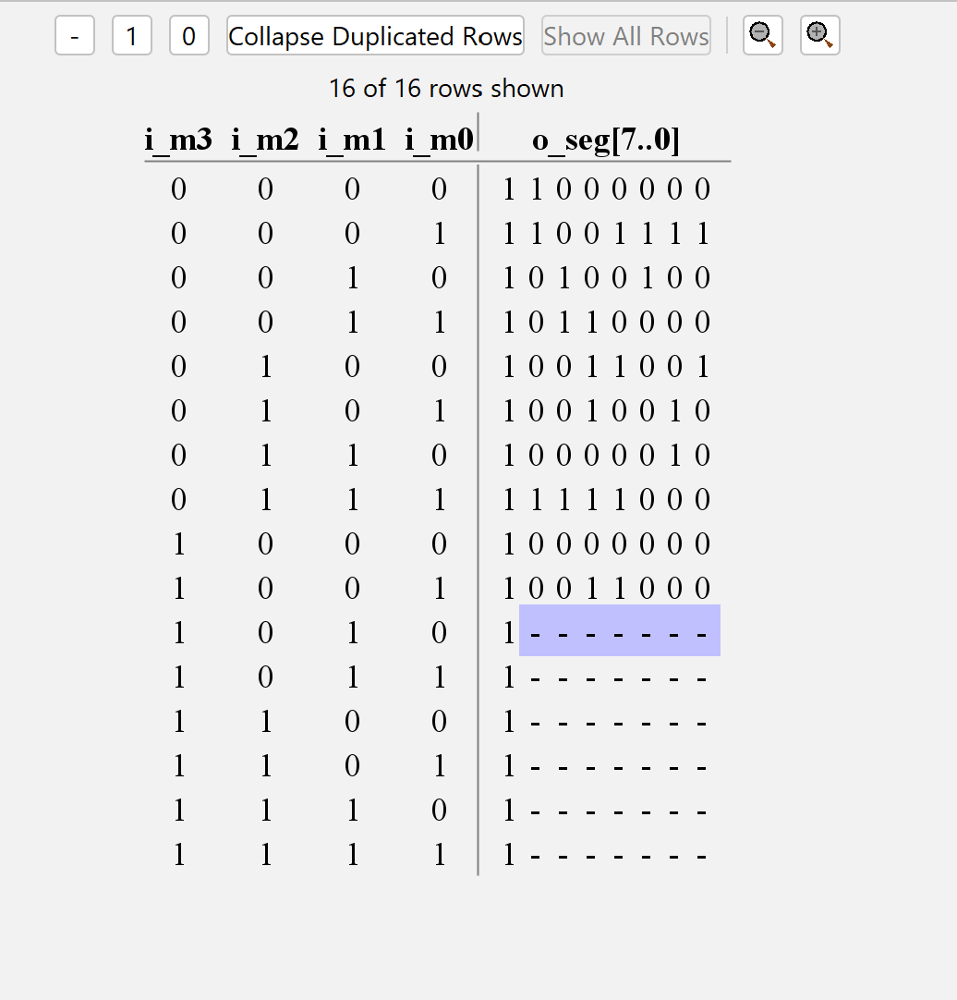 - 1 0 Collapse Duplicated Rows Show All Rows
16 of 16 rows shown
i_m3 i_m2 i_m1 i_m0 o_seg[7..0]
0 0 0 0 1 1 0 0 0 0 0 0
0 0 0 1 1 1 0 0 1 1 1 1
0 0 1 0 1 0 1 0 0 1 0 0
0 0 1 1 1 0 1 1 0 0 0 0
0 1 0 0 1 0 0 1 1 0 0 1
0 1 0 1 1 0 0 1 0 0 1 0
0 1 1 0 1 0 0 0 0 0 1 0
0 1 1 1 1 1 1 1 1 0 0 0
1 0 0 0 1 0 0 0 0 0 0 0
1 0 0 1 1 0 0 1 1 0 0 0
1 0 1 0 1 - - - - - - -
1 0 1 1 1 - - - - - - -
1 1 0 0 1 - - - - - - -
1 1 0 1 1 - - - - - - -
1 1 1 0 1 - - - - - - -
1 1 1 1 1 - - - - - - -